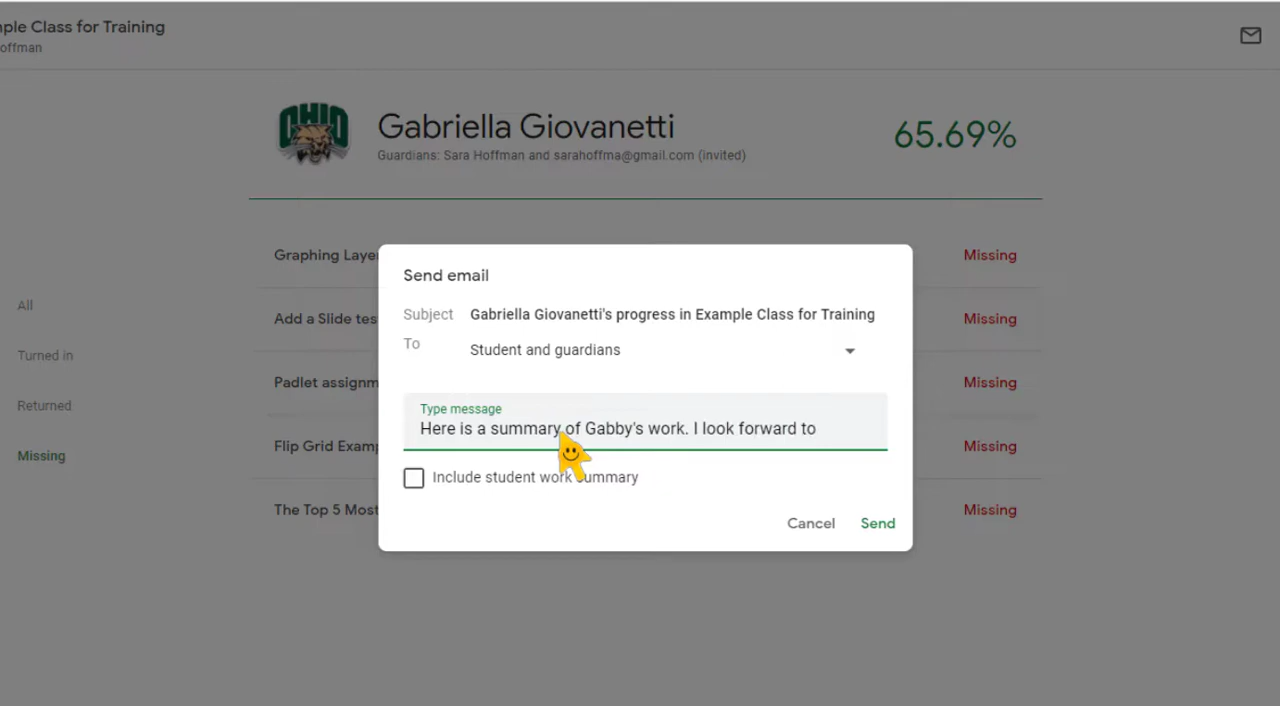 ple Class for Training
offman
OHIO
Gabriella Giovanetti
65.69%
Guardians: Sara Hoffman and sarahoffma@gmail.com (invited)
All
Turned in
Returned
Missing
Graphing Laye
Missing
Add a Slide tes
Missing
Padlet assignm
Missing
Flip Grid Examp
Missing
The Top 5 Most
Missing
Send email
Subject Gabriella Giovanetti's progress in Example Class for Training
To Student and guardians
Type message
Here is a summary of Gabby's work. I look forward to
Include student work summary
Cancel Send